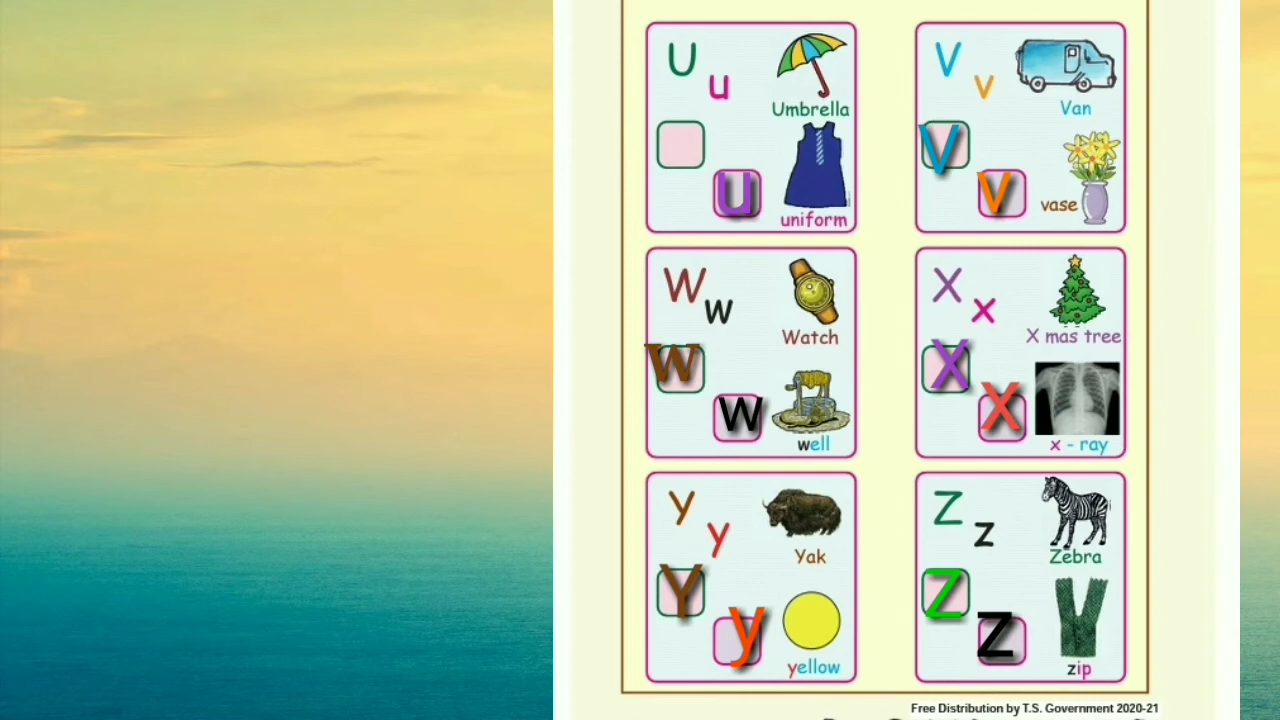 U u
Umbrella
u
uniform
V v
Van
V v
vase
W w
Watch
W w
well
X x
X mas tree
X x
x - ray
Y y
Yak
Y y
yellow
Z z
Zebra
Z z
zip
Free Distribution by T.S. Government 2020-21